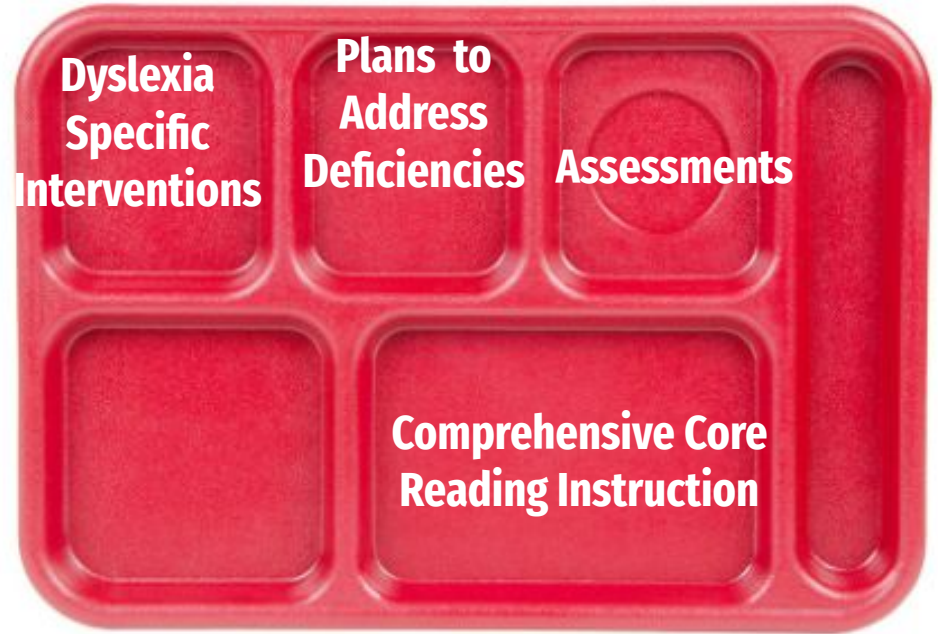 Dyslexia
Specific
Interventions
Plans to
Address
Deficiencies
Assessments
Comprehensive Core
Reading Instruction